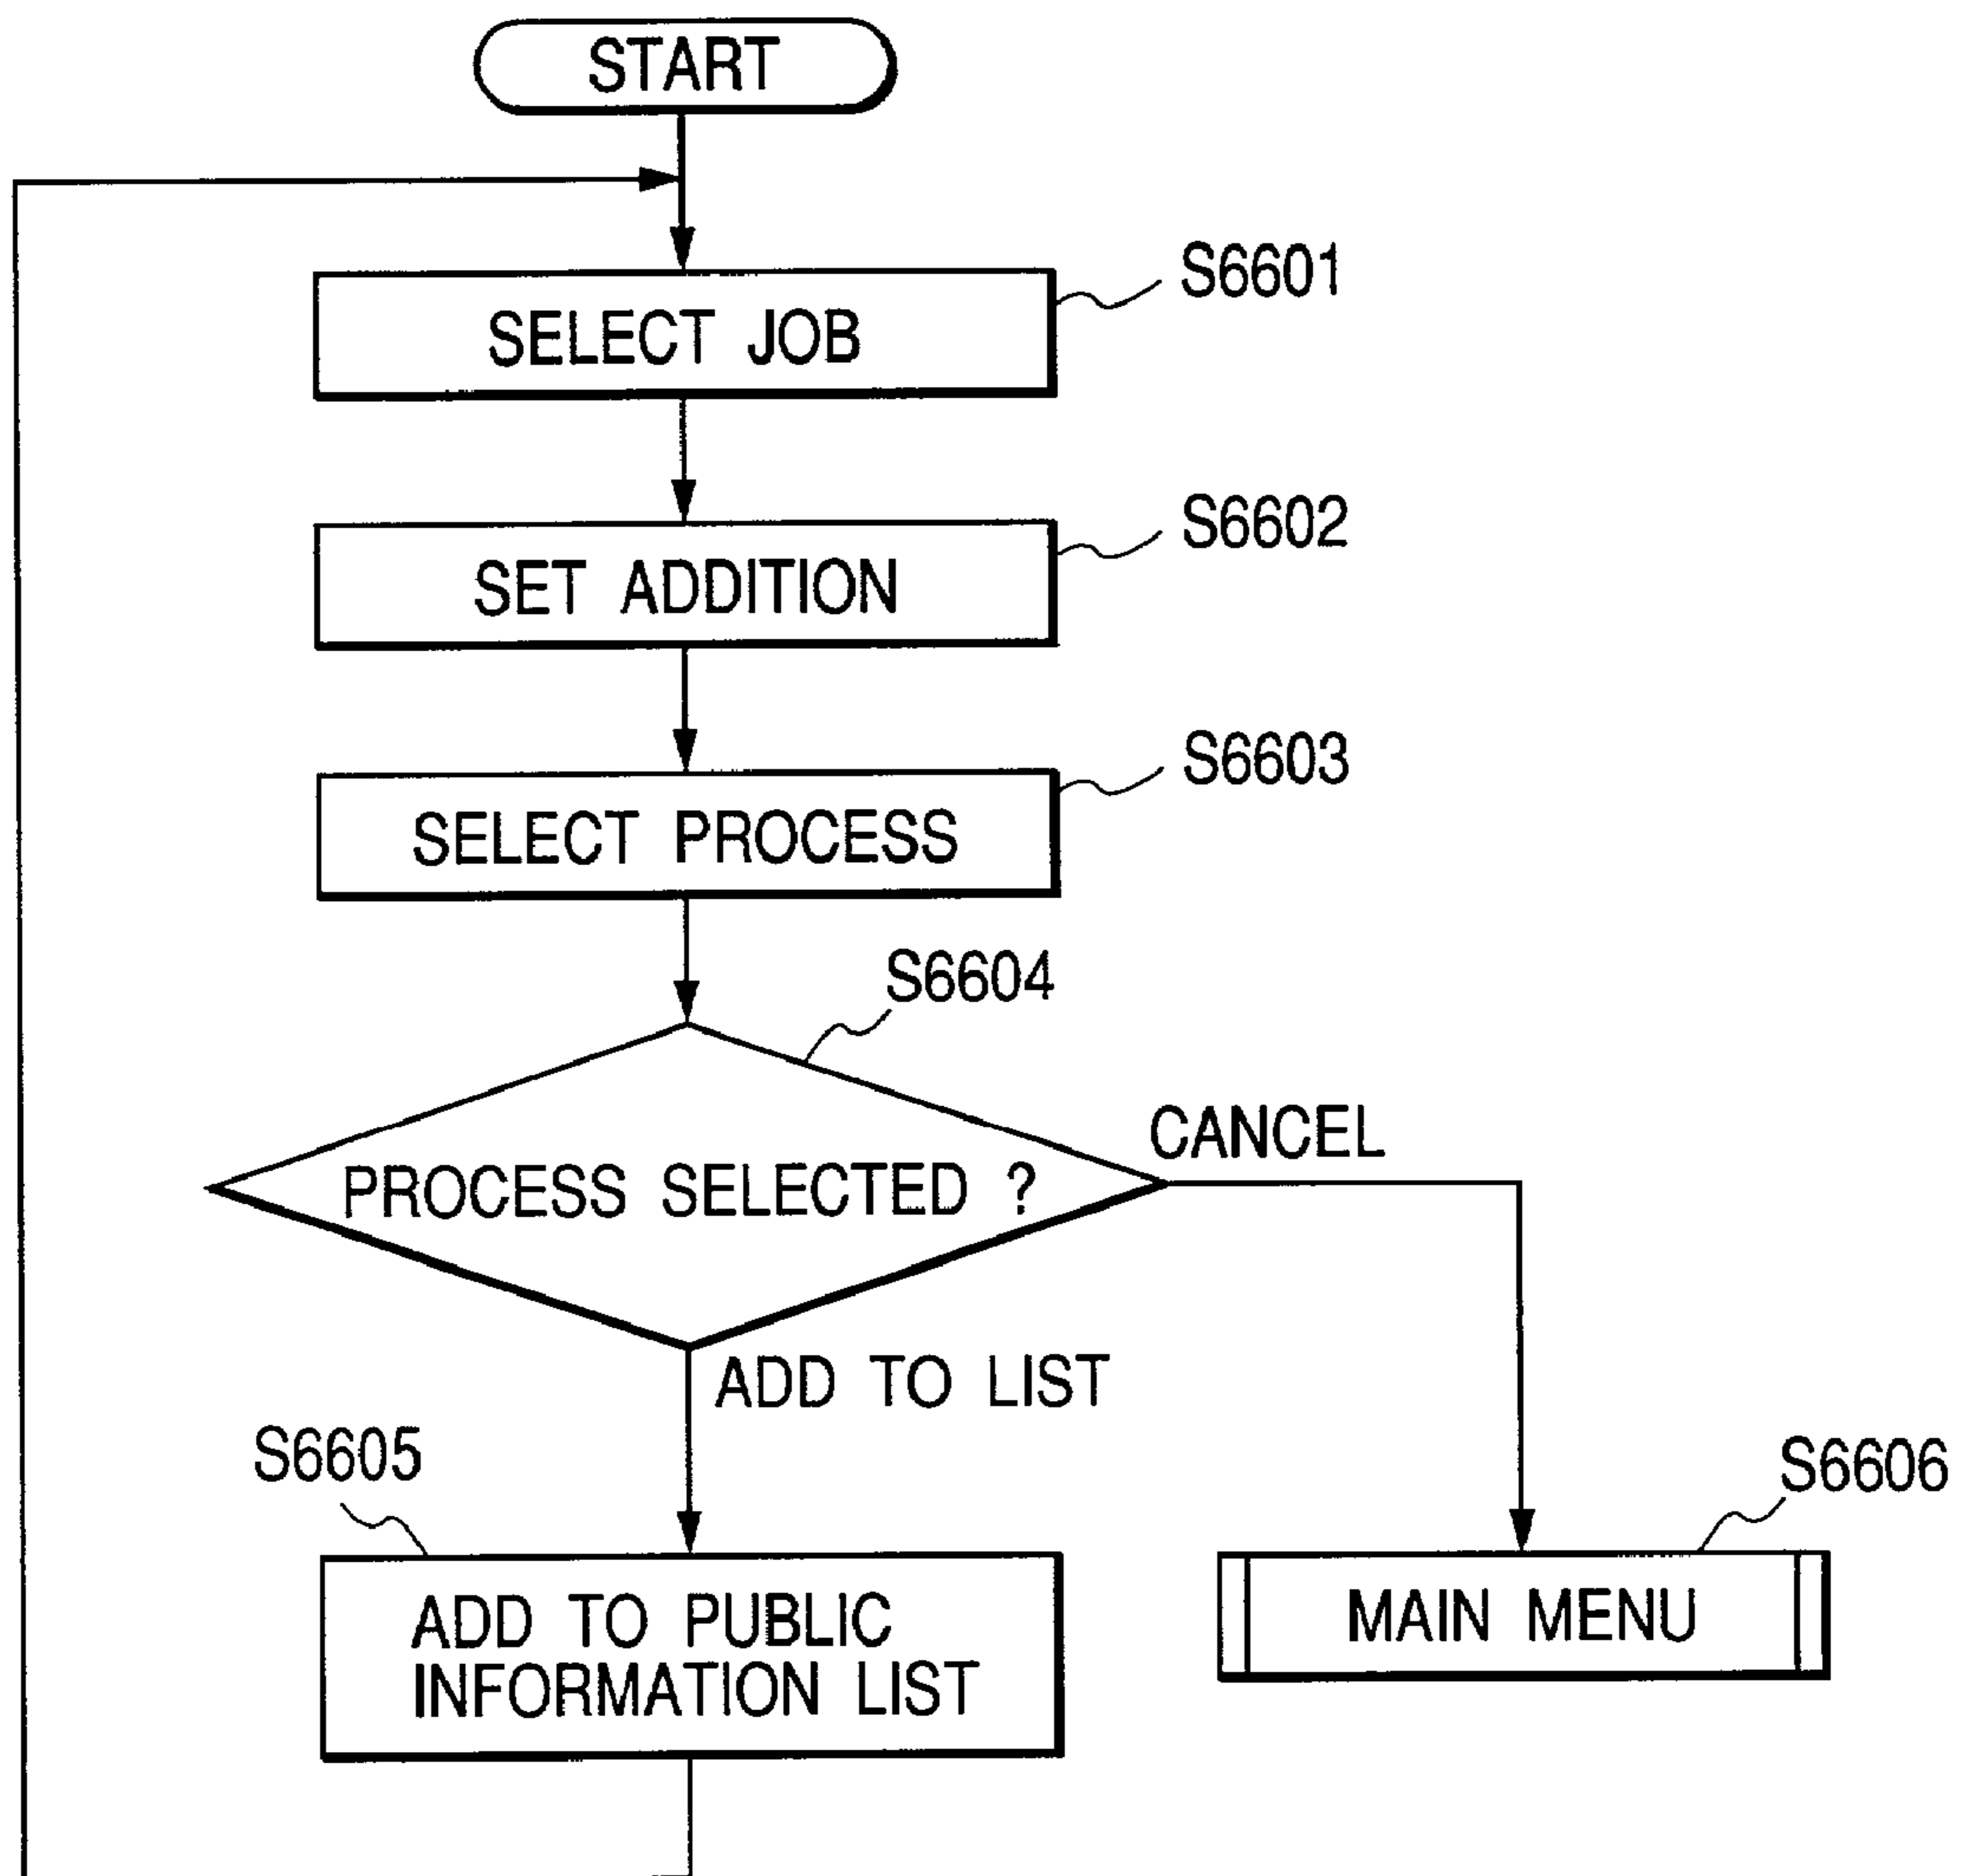 START
S6601
SELECT JOB
S6602
SET ADDITION
S6603
SELECT PROCESS
S6604
CANCEL
PROCESS SELECTED ?
ADD TO LIST
S6605
S6606
ADD TO PUBLIC
INFORMATION LIST
MAIN MENU